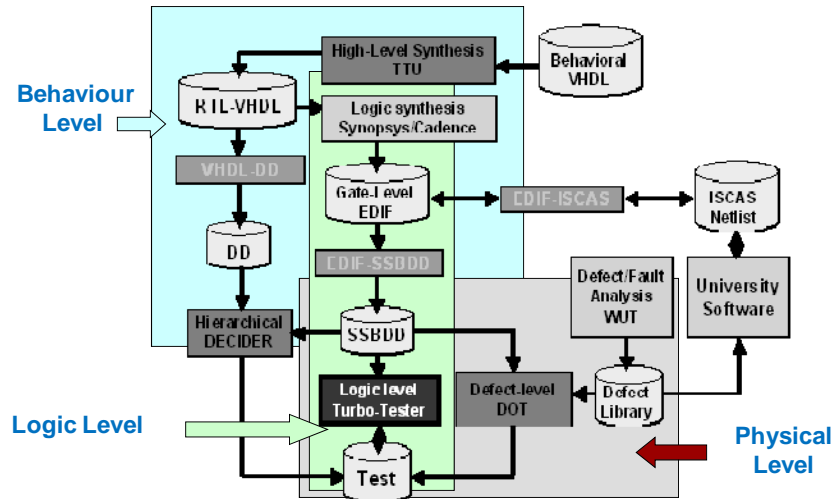 High-Level Synthesis
TTU
Behavioral
VHDL
Behaviour
Level
RTL-VHDL
Logic synthesis
Synopsys/Cadence
VHDL-DD
Gate-Level
EDIF
EDIF-ISCAS
ISCAS
Netlist
DD
EDIF-SSBDD
Defect/Fault
Analysis
WUT
University
Software
Hierarchical
DECIDER
SSBDD
Logic level
Turbo-Tester
Defect-level
DOT
Defect
Library
Logic Level
Physical
Level
Test